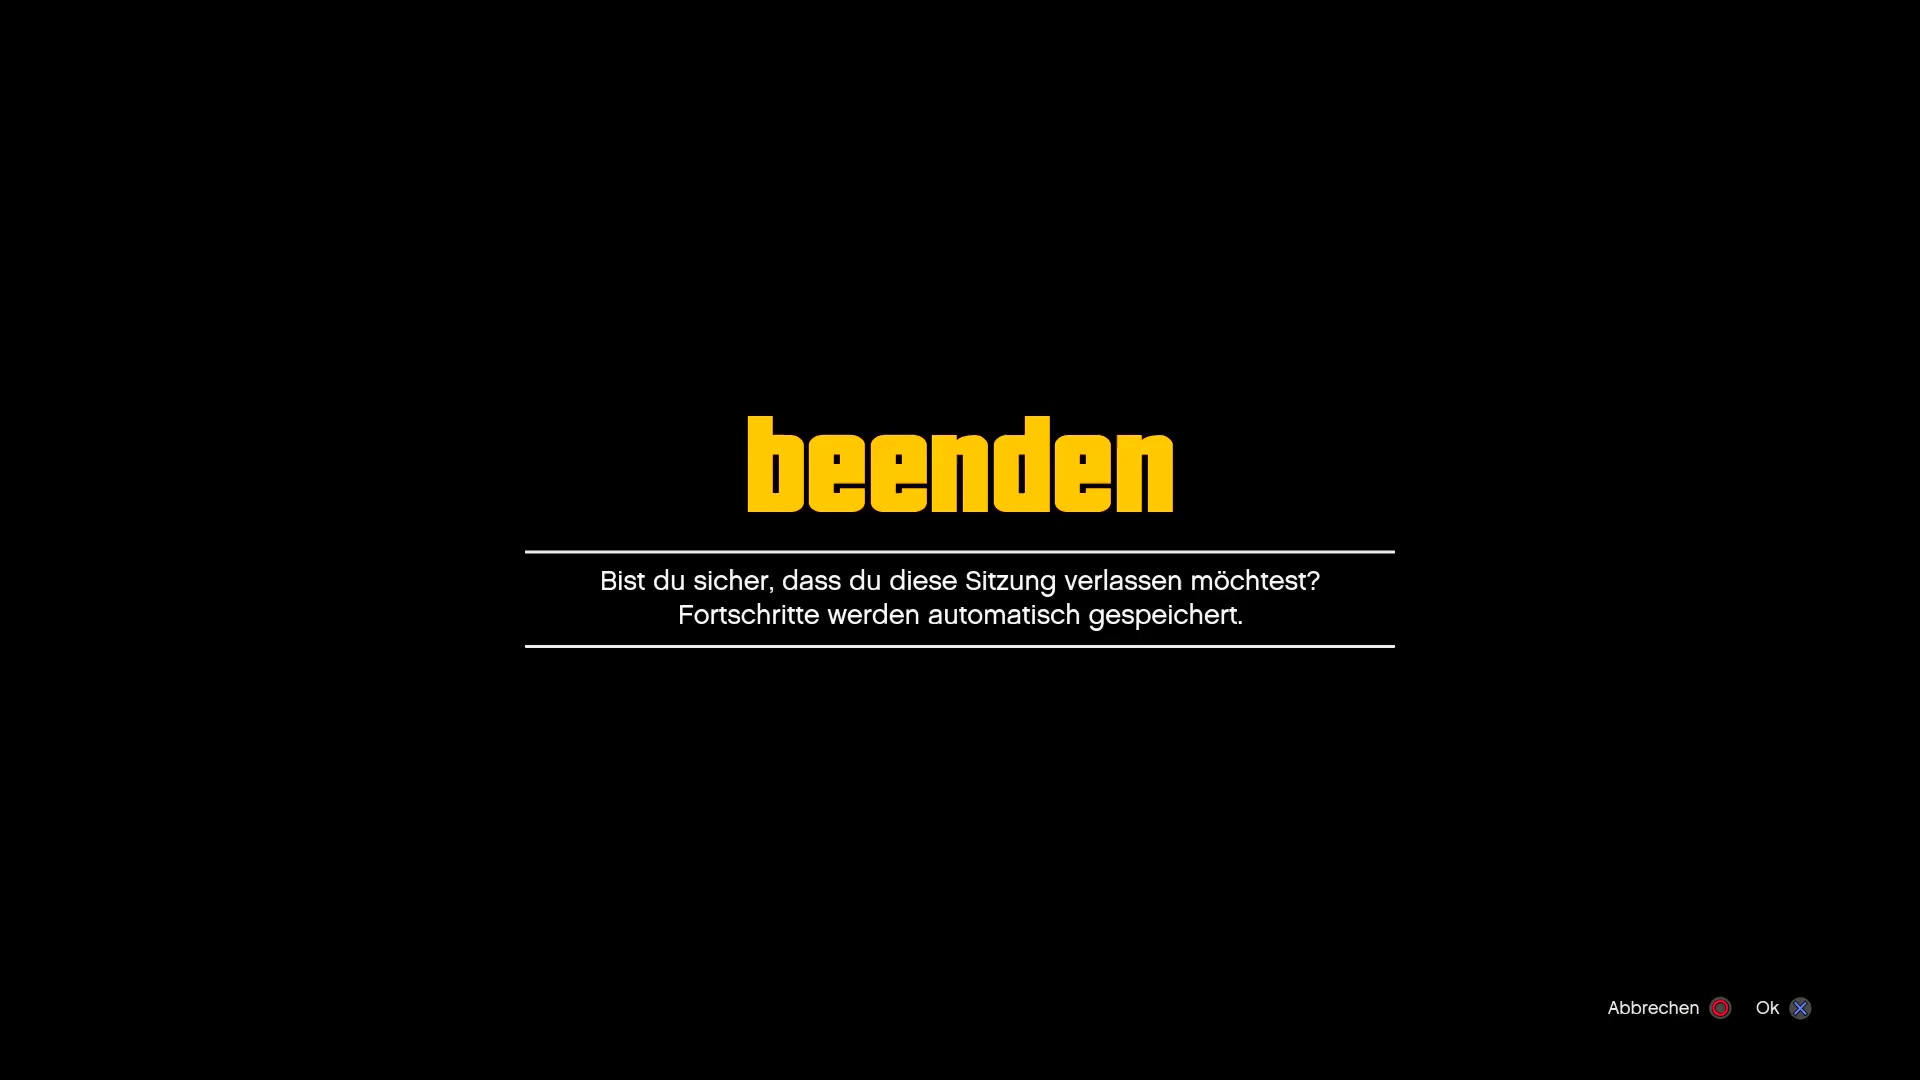 beenden
Bist du sicher, dass du diese Sitzung verlassen möchtest?
Fortschritte werden automatisch gespeichert.
Abbrechen Ok